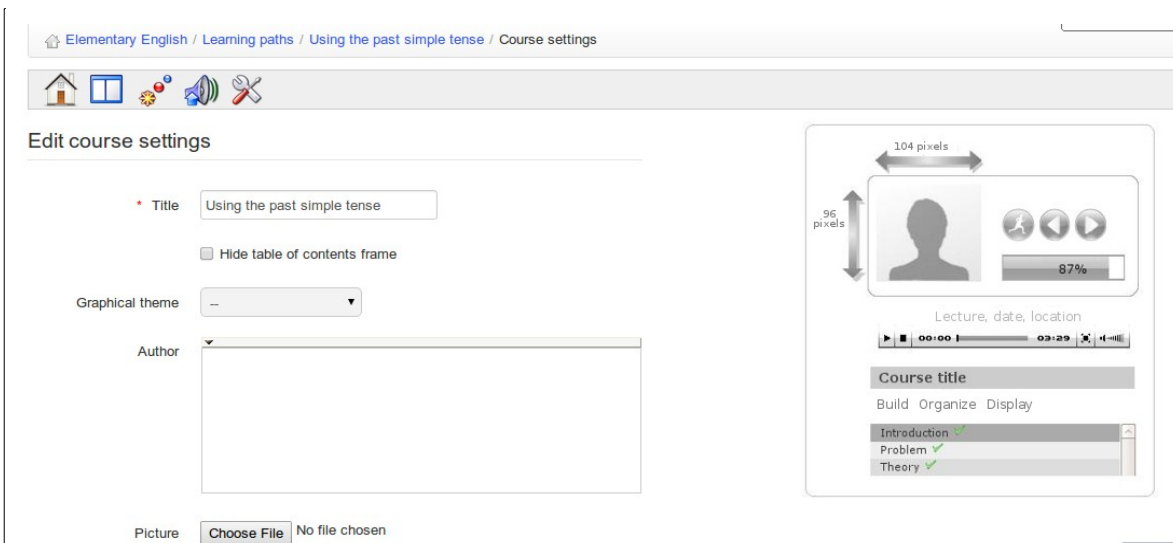 Elementary English / Learning paths / Using the past simple tense / Course settings
Edit course settings
* Title Using the past simple tense
Hide table of contents frame
Graphical theme --
Author
Picture Choose File No file chosen
104 pixels
96
pixels
87%
Lecture, date, location
00:00 03:29
Course title
Build Organize Display
Introduction
Problem
Theory